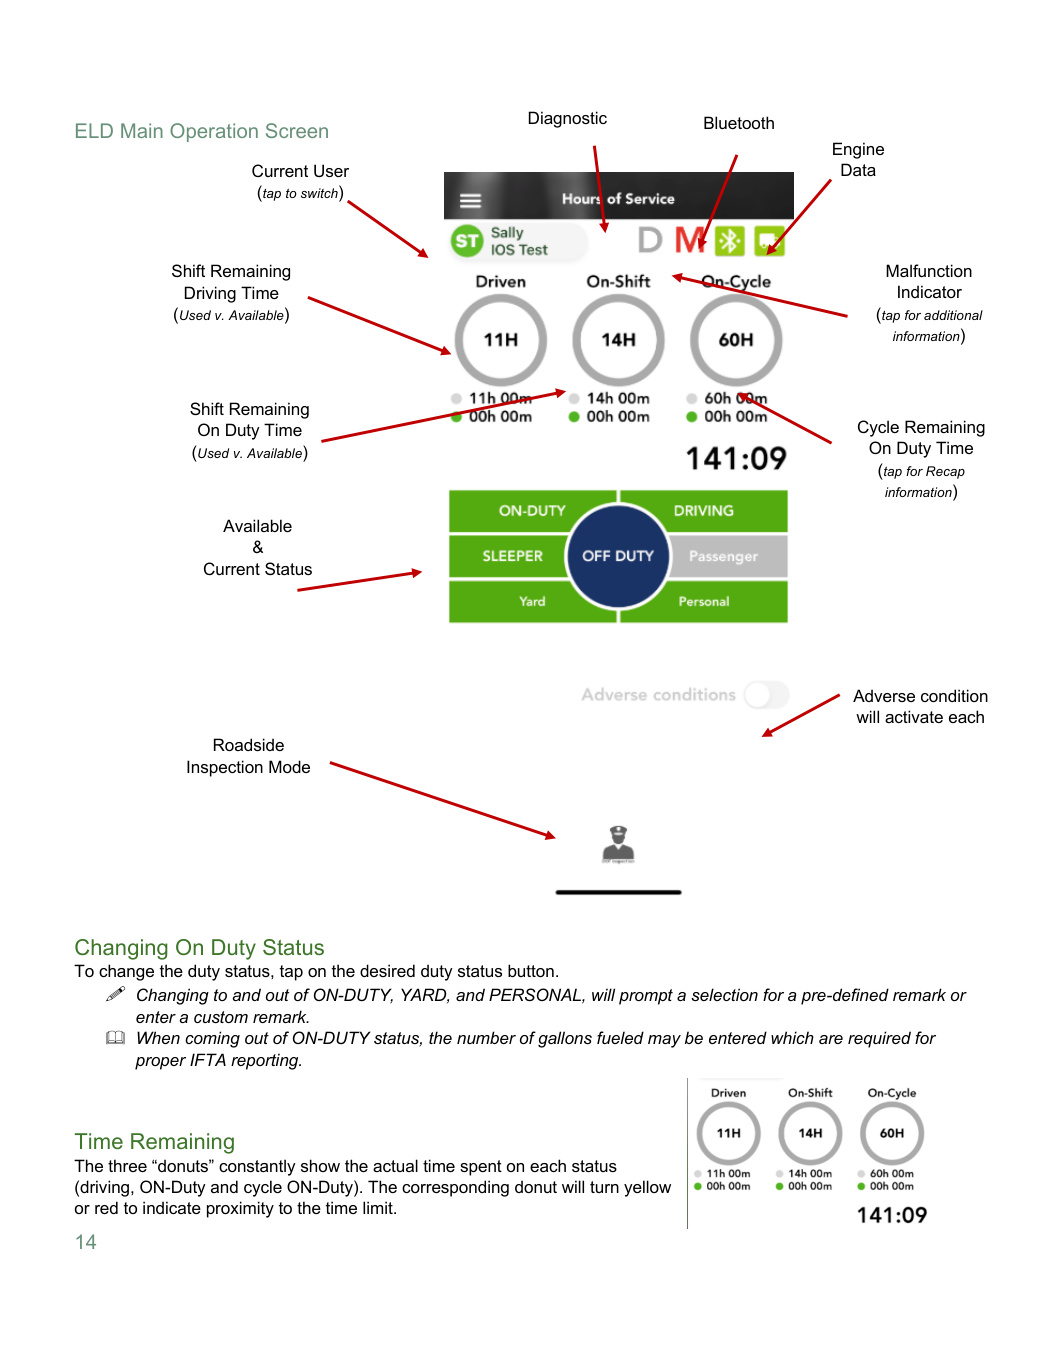 ELD Main Operation Screen
Diagnostic
Bluetooth
Engine
Data
Current User
(tap to switch)
Hours of Service
ST
Sally
IOS Test
D M
Shift Remaining
Driving Time
(Used v. Available)
Malfunction
Indicator
(tap for additional
information)
Driven On-Shift On-Cycle
11H 14H 60H
11h 00m 14h 00m 60h 00m
00h 00m 00h 00m 00h 00m
Shift Remaining
On Duty Time
(Used v. Available)
Cycle Remaining
On Duty Time
(tap for Recap
information)
141:09
Available
&
Current Status
ON-DUTY DRIVING
SLEEPER OFF DUTY Passenger
Yard Personal
Adverse conditions
Adverse condition
will activate each
Roadside
Inspection Mode
Changing On Duty Status
To change the duty status, tap on the desired duty status button.
Changing to and out of ON-DUTY, YARD, and PERSONAL, will prompt a selection for a pre-defined remark or
enter a custom remark.
When coming out of ON-DUTY status, the number of gallons fueled may be entered which are required for
proper IFTA reporting.
Time Remaining
The three “donuts” constantly show the actual time spent on each status
(driving, ON-Duty and cycle ON-Duty). The corresponding donut will turn yellow
or red to indicate proximity to the time limit.
Driven On-Shift On-Cycle
11H 14H 60H
11h 00m 14h 00m 60h 00m
00h 00m 00h 00m 00h 00m
141:09
14